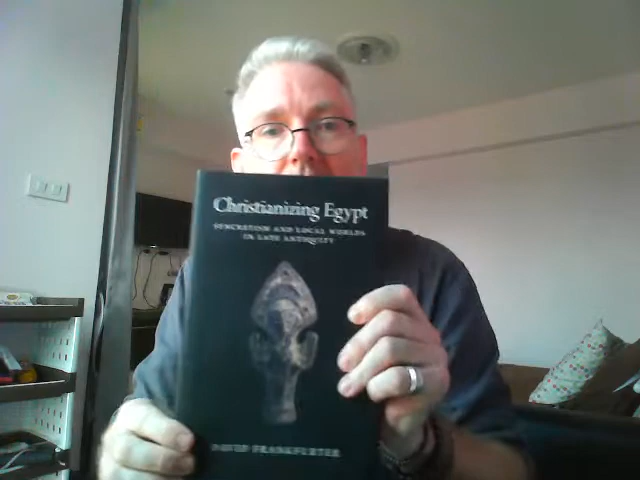 Christianizing Egypt
SYNCRETISM AND LOCAL WORLDS
IN LATE ANTIQUITY
DAVID FRANKFURTER